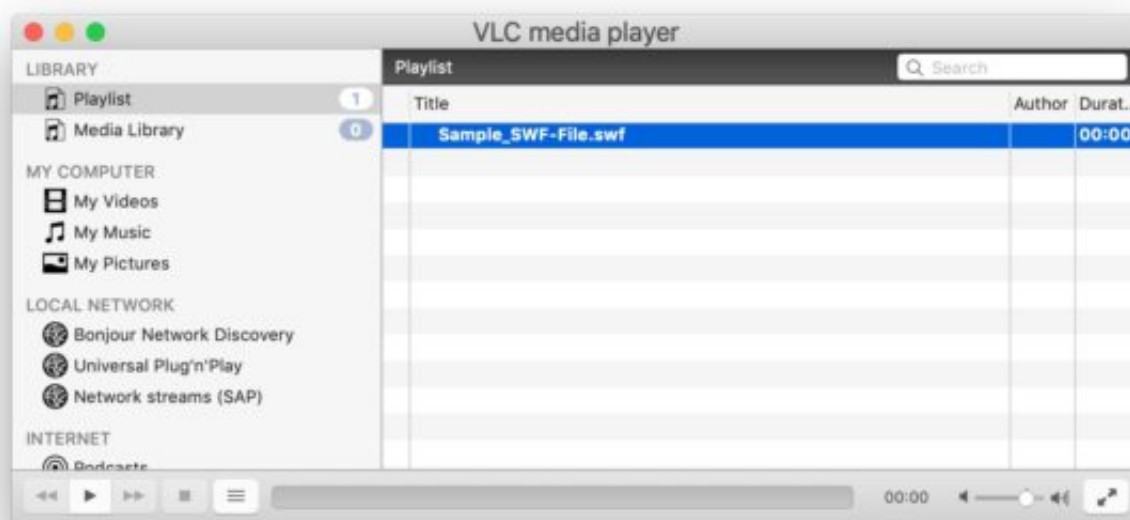 VLC media player
LIBRARY
Playlist 1
Media Library 0
MY COMPUTER
My Videos
My Music
My Pictures
LOCAL NETWORK
Bonjour Network Discovery
Universal Plug'n'Play
Network streams (SAP)
INTERNET
Podcasts
Playlist Search
Title Author Durat..
Sample_SWF-File.swf 00:00
00:00